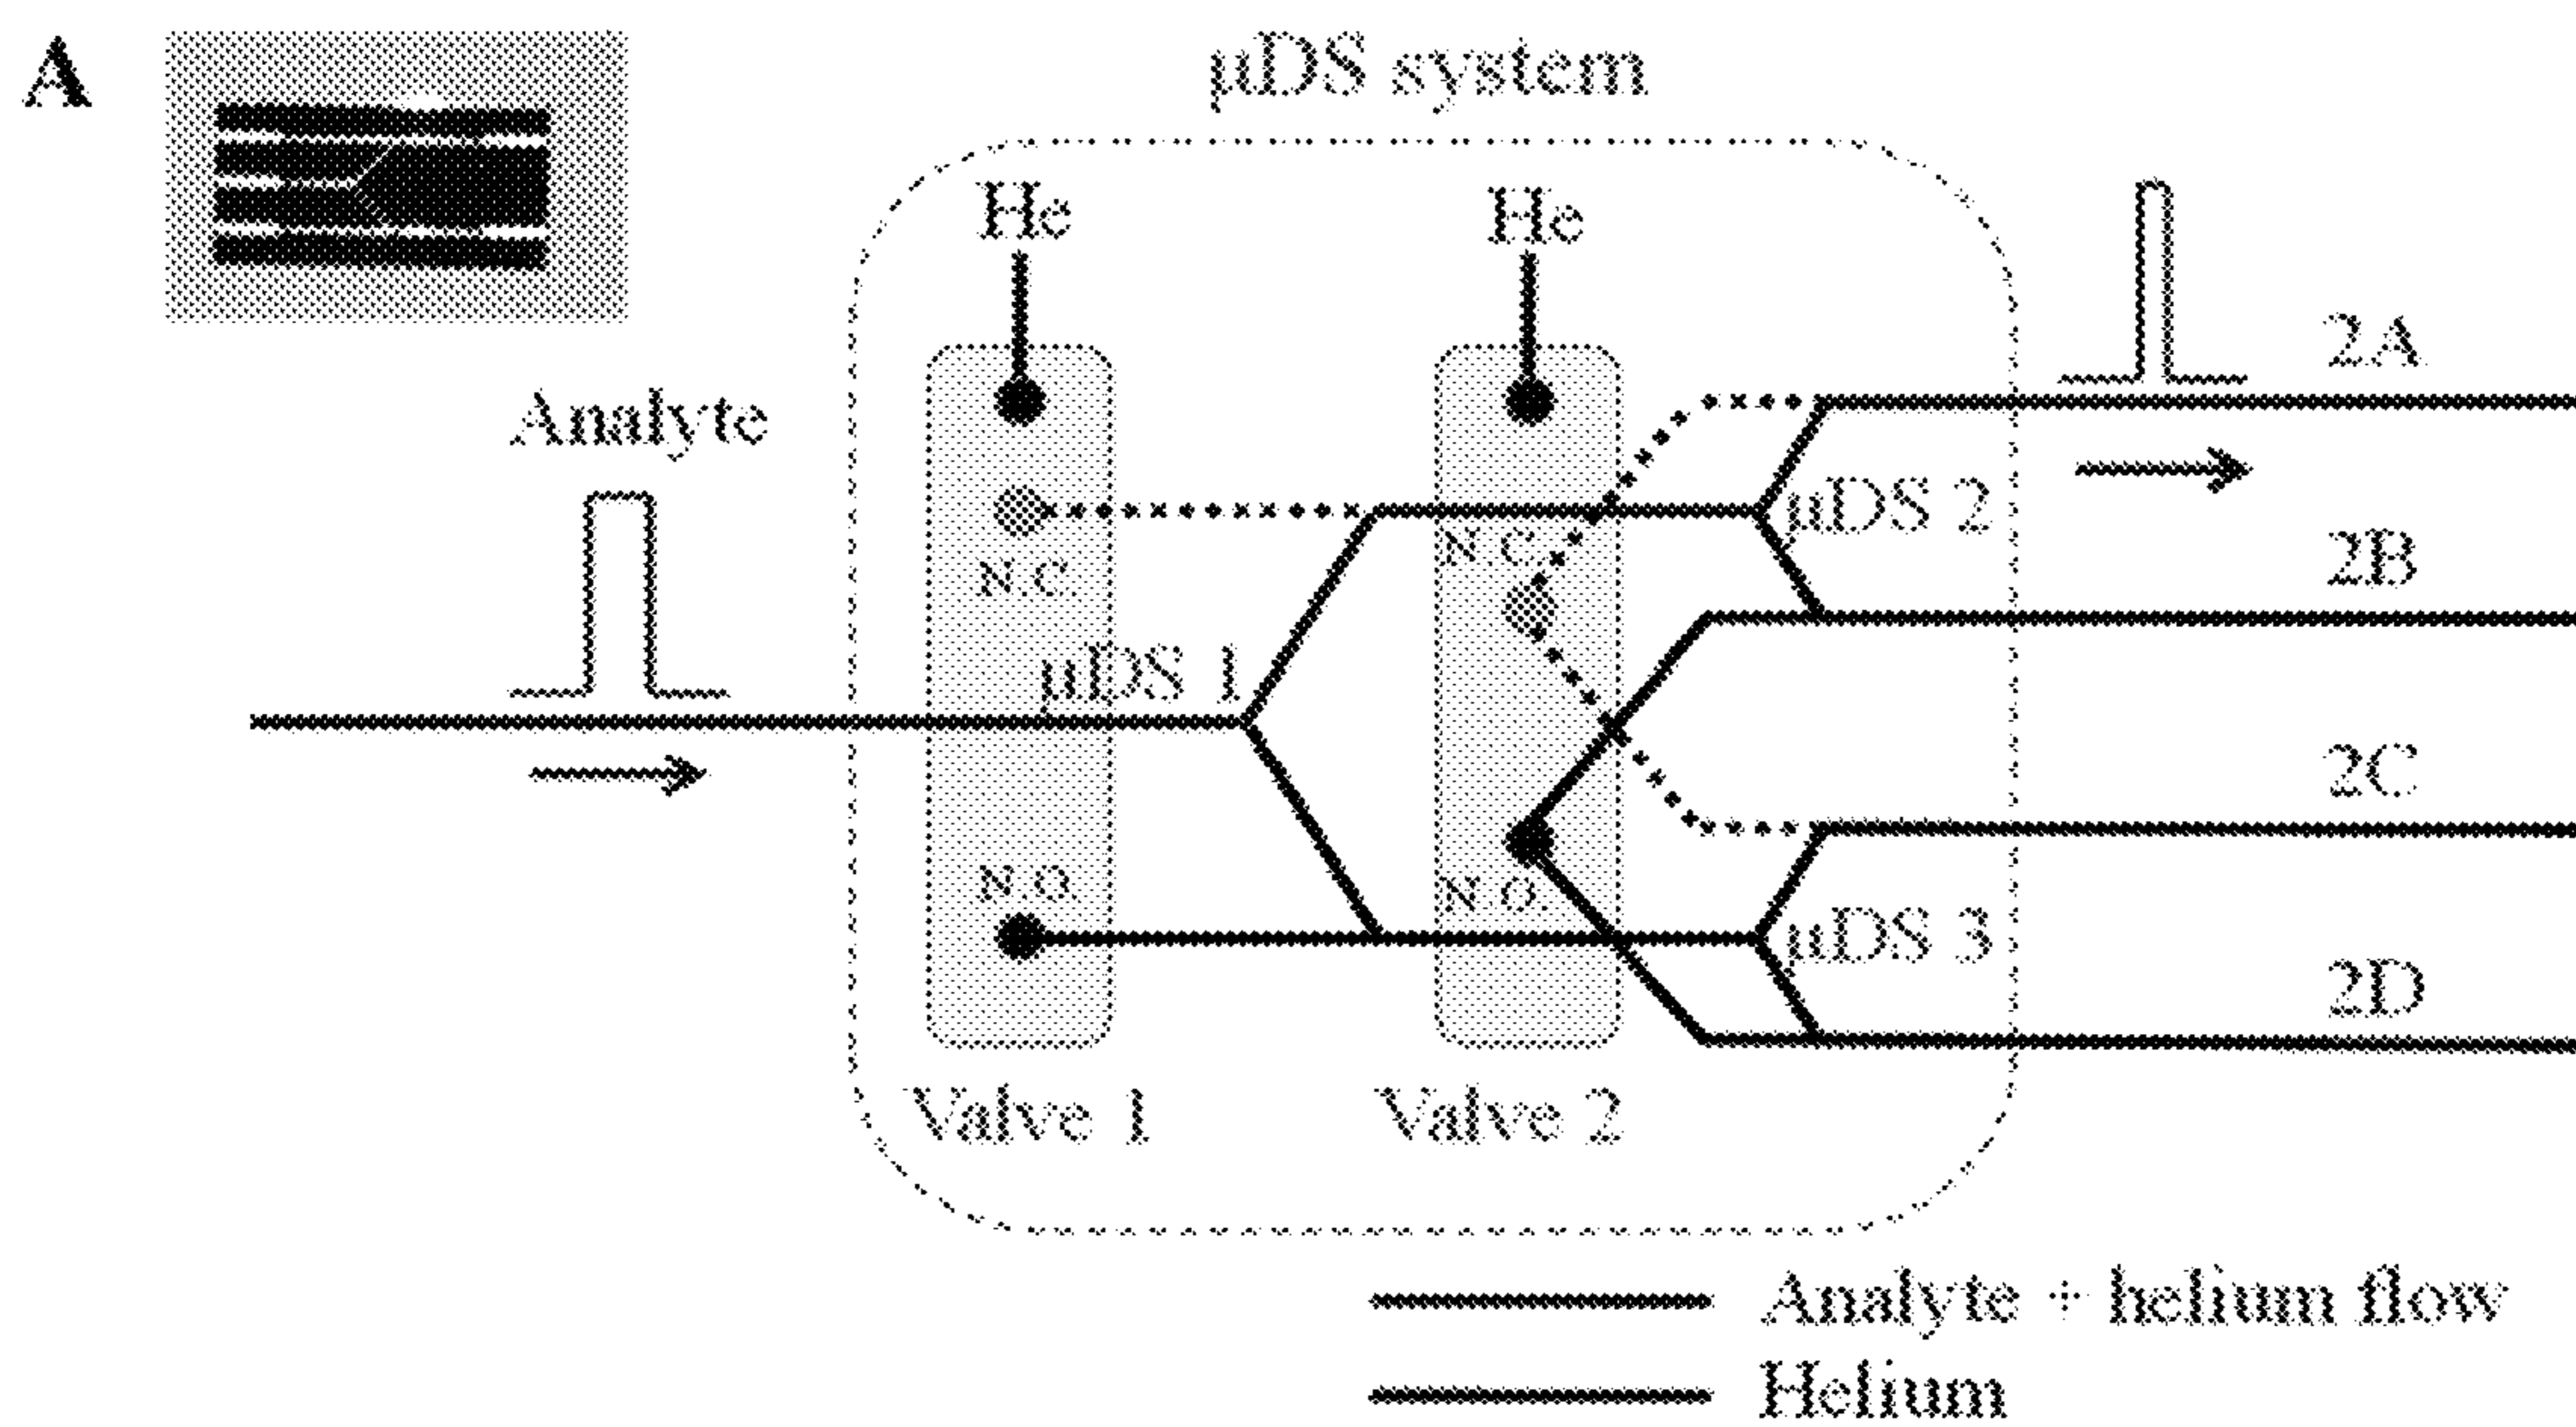 A
µDS system
He
He
Analyte
2A
N.C.
N.C.
µDS 2
2B
µDS 1
2C
N.O.
N.O.
µDS 3
2D
Valve 1
Valve 2
Analyte + helium flow
Helium